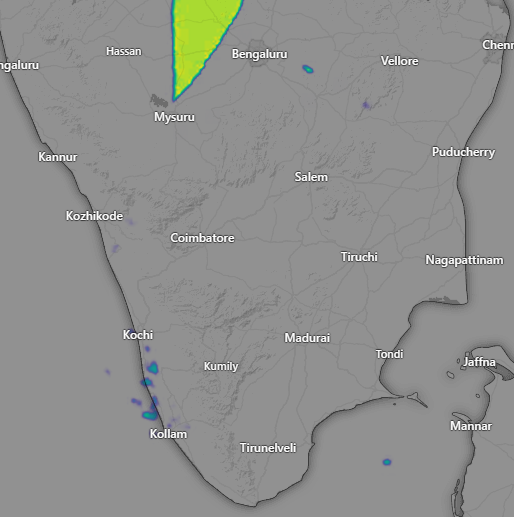 Hassan
Bengaluru
Chenn
ngaluru
Vellore
Mysuru
Kannur
Puducherry
Salem
Kozhikode
Coimbatore
Tiruchi
Nagapattinam
Kochi
Madurai
Tondi
Kumily
Jaffna
Kollam
Mannar
Tirunelveli